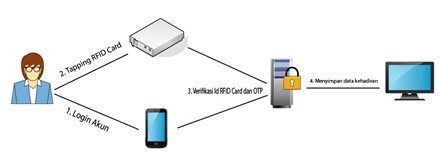 1. Login Akun
2. Tapping RFID Card
3. Verifikasi Id RFID Card dan OTP
4. Menyimpan data kehadiran